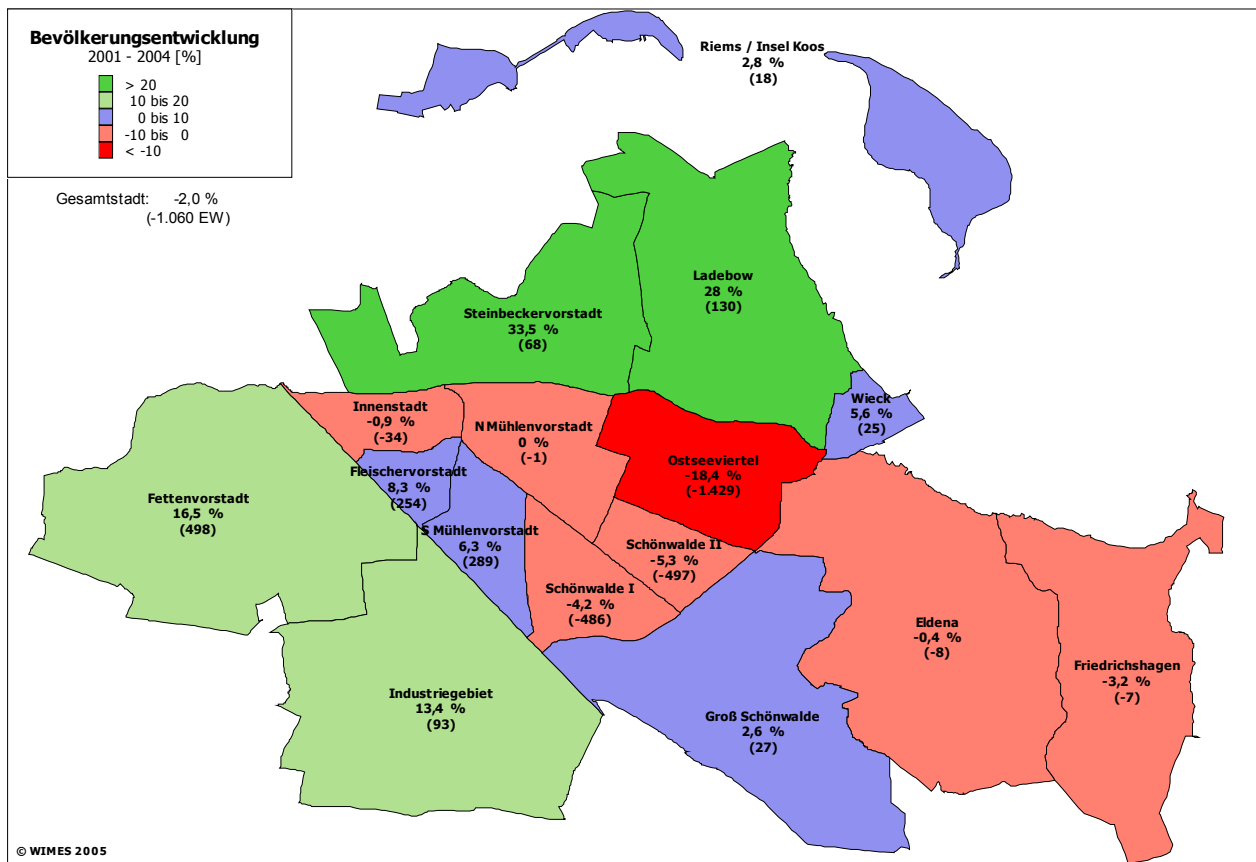 Bevölkerungsentwicklung
2001 - 2004 [%]
> 20
10 bis 20
0 bis 10
-10 bis 0
< -10
Gesamtstadt: -2,0 %
(-1.060 EW)
Riems / Insel Koos
2,8 %
(18)
Ladebow
28 %
(130)
Steinbeckervorstadt
33,5 %
(68)
Wieck
5,6 %
(25)
Innenstadt
-0,9 %
(-34)
N Mühlenvorstadt
0 %
(-1)
Ostseeviertel
-18,4 %
(-1.429)
Fleischervorstadt
8,3 %
(254)
Fettenvorstadt
16,5 %
(498)
S Mühlenvorstadt
6,3 %
(289)
Schönwalde II
-5,3 %
(-497)
Schönwalde I
-4,2 %
(-486)
Eldena
-0,4 %
(-8)
Friedrichshagen
-3,2 %
(-7)
Industriegebiet
13,4 %
(93)
Groß Schönwalde
2,6 %
(27)
© WIMES 2005